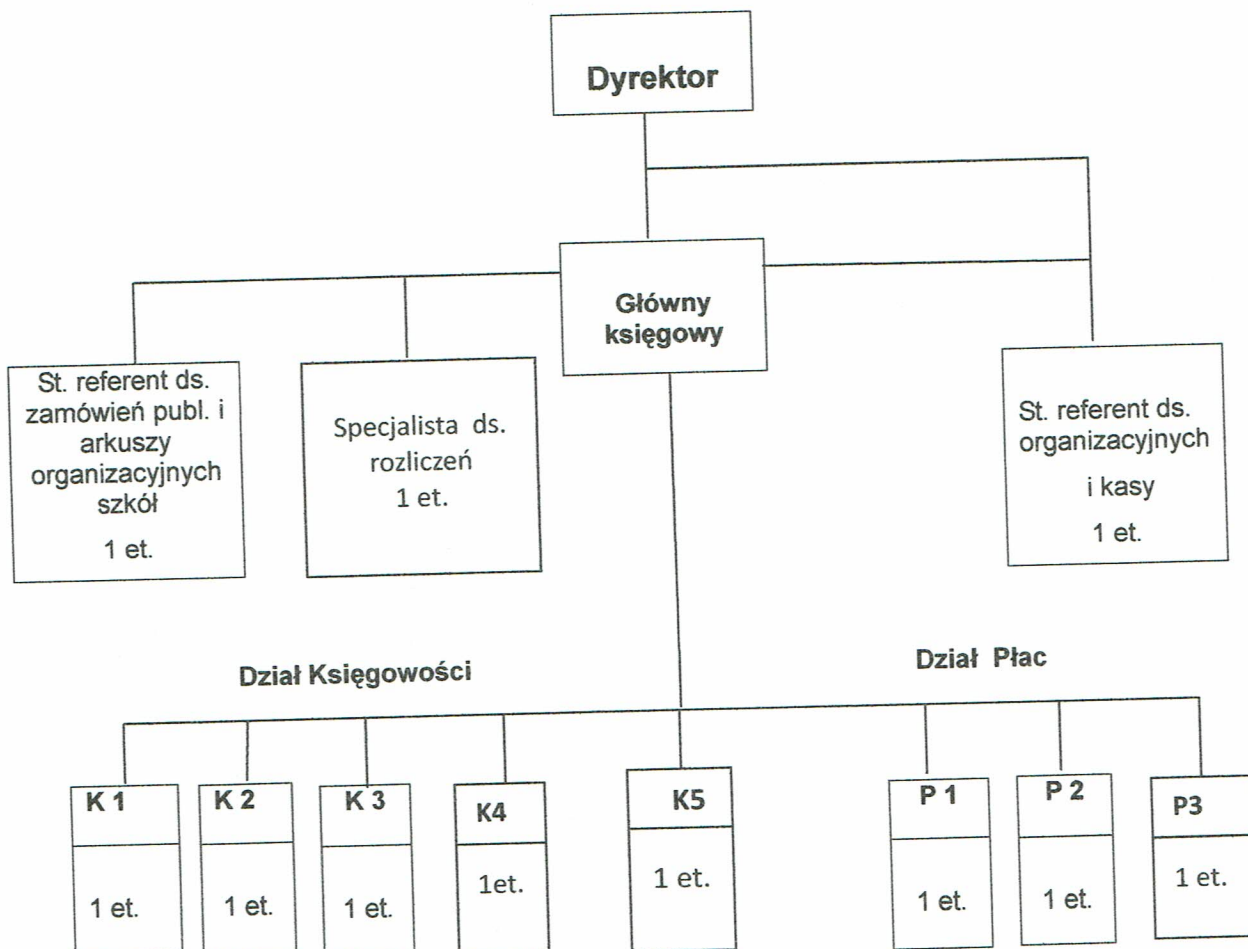 Dyrektor
Główny
księgowy
St. referent ds.
zamówień publ. i
arkuszy
organizacyjnych
szkół
1 et.
Specjalista ds.
rozliczeń
1 et.
St. referent ds.
organizacyjnych
i kasy
1 et.
Dział Księgowości
Dział Płac
K 1
K 2
K 3
K4
K5
P 1
P 2
P3
1 et.
1 et.
1 et.
1et.
1 et.
1 et.
1 et.
1 et.